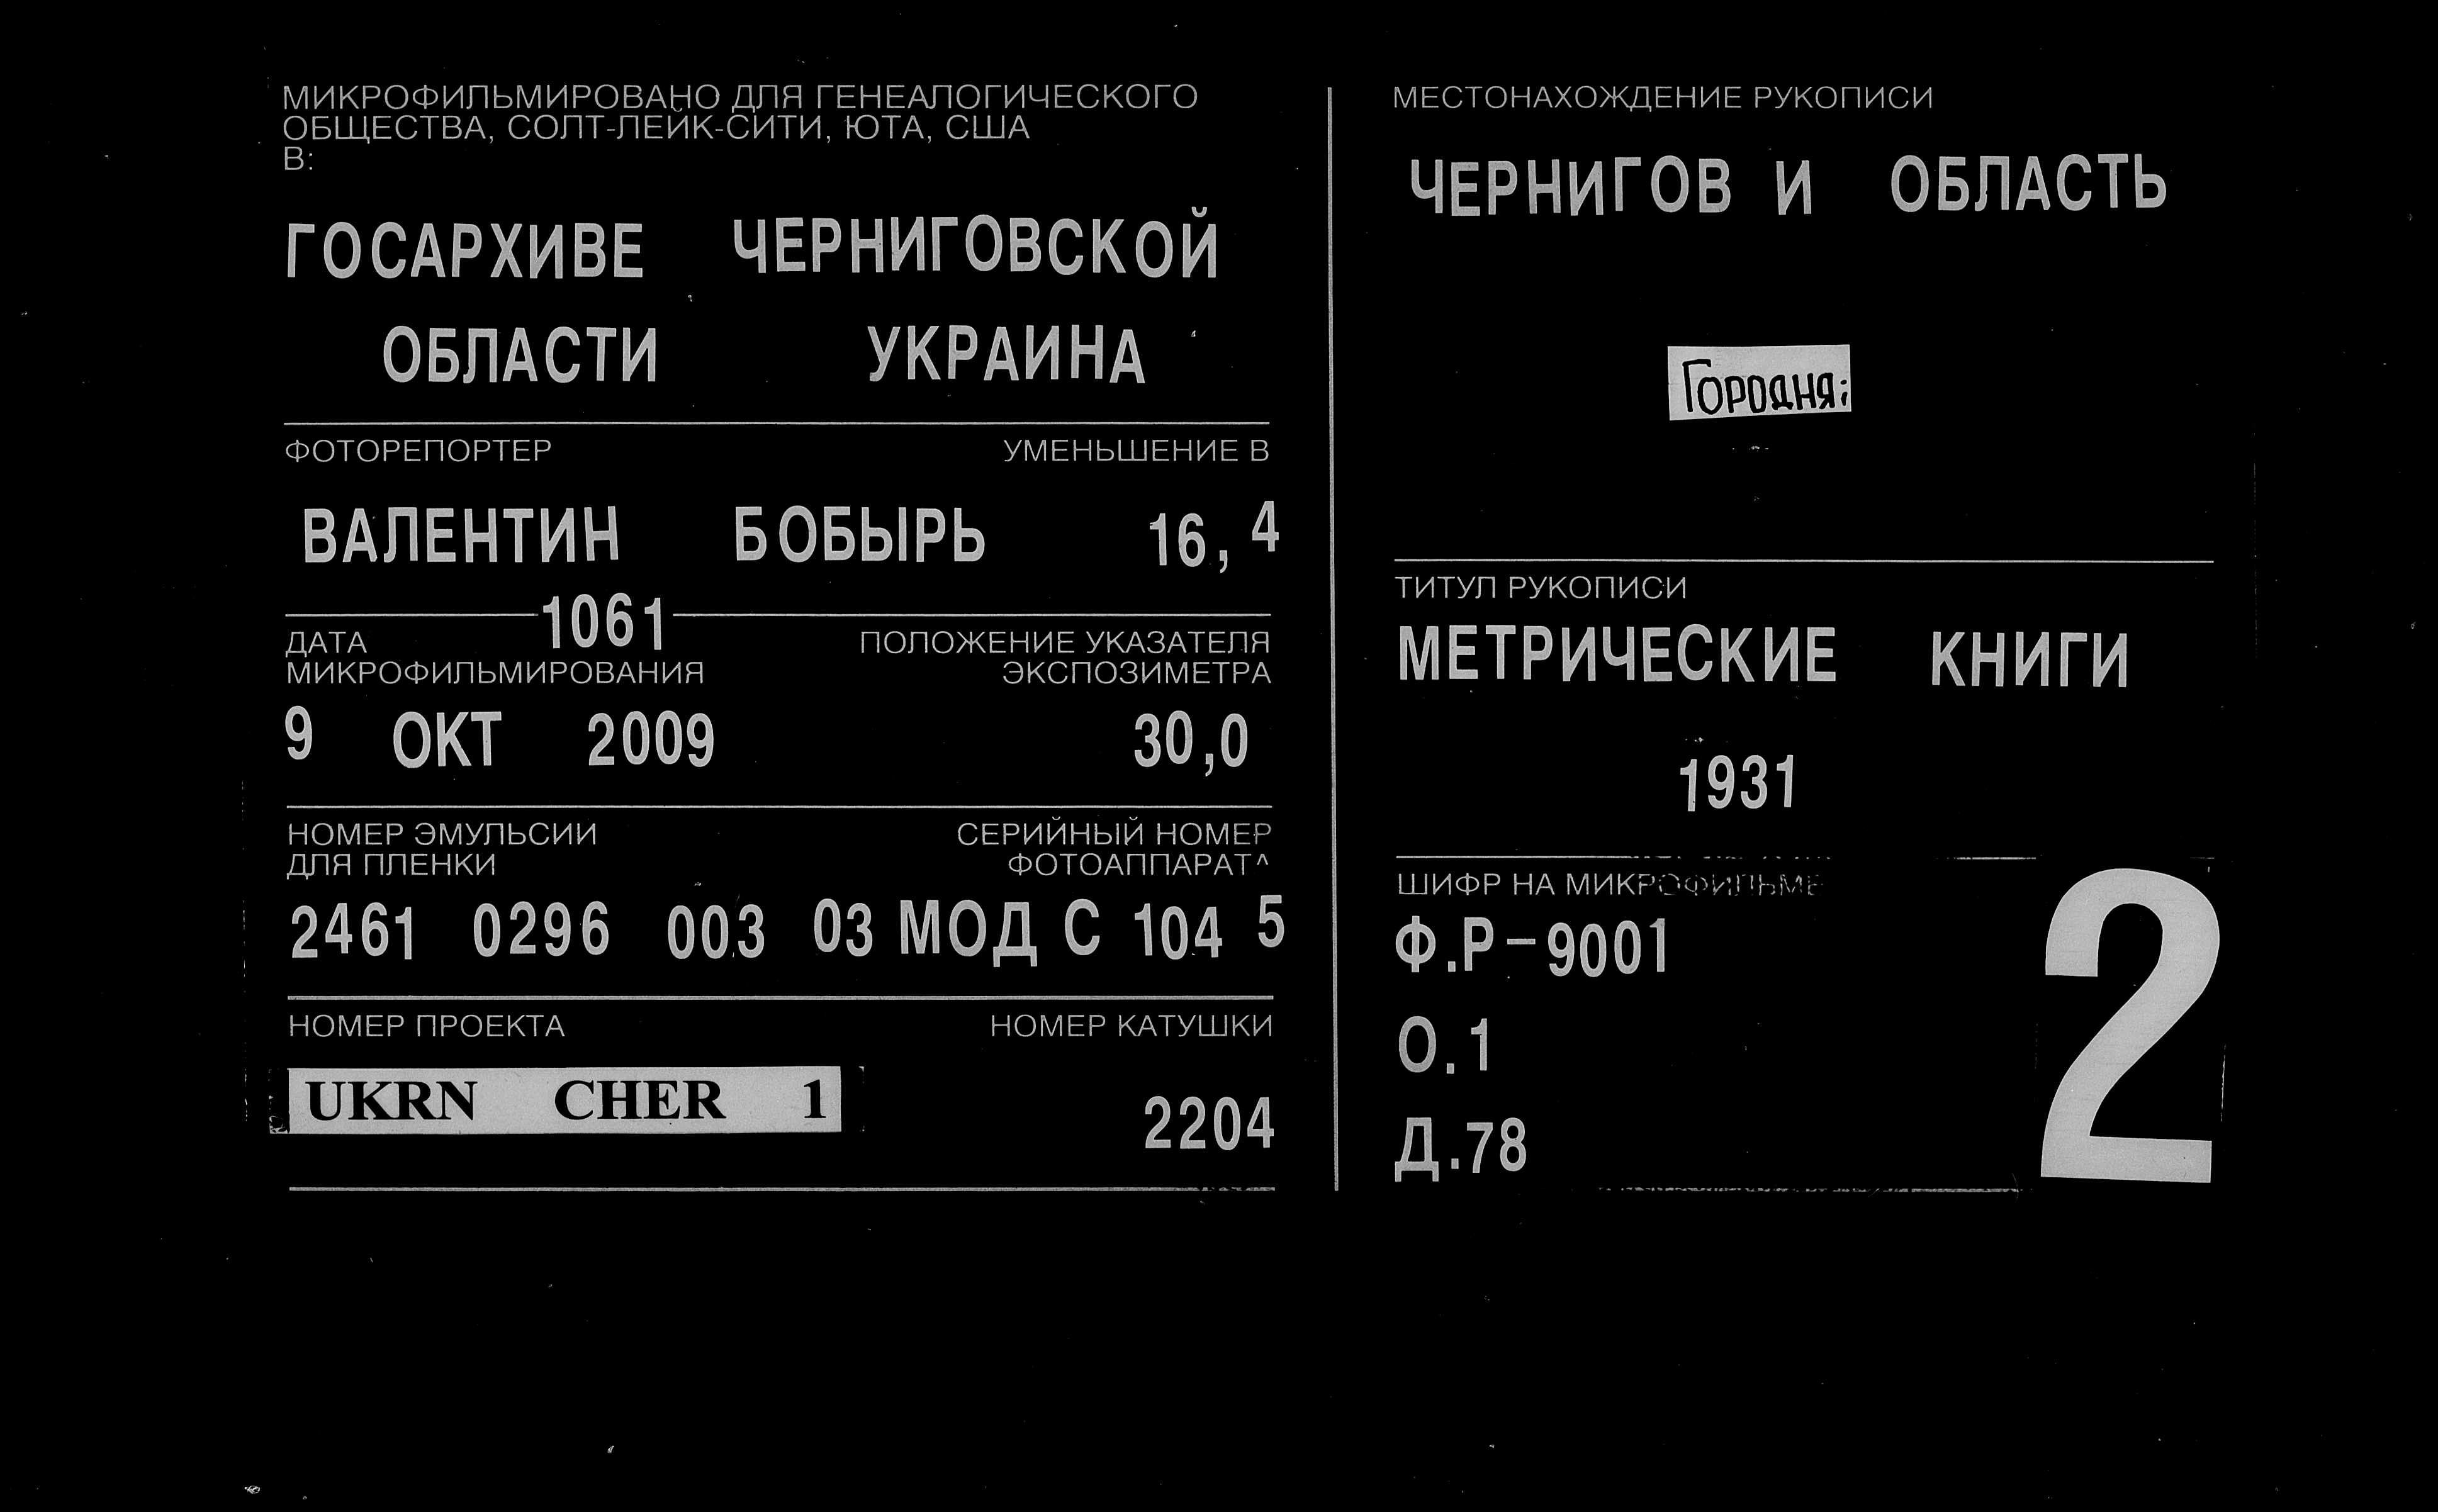 МИКРОФИЛЬМИРОВАНО ДЛЯ ГЕНЕАЛОГИЧЕСКОГО
ОБЩЕСТВА, СОЛТ-ЛЕЙК-СИТИ, ЮТА, США
В:
ГОСАРХИВЕ ЧЕРНИГОВСКОЙ
ОБЛАСТИ УКРАИНА
ФОТОРЕПОРТЕР УМЕНЬШЕНИЕ В
ВАЛЕНТИН БОБЫРЬ 16,4
1061
ДАТА ПОЛОЖЕНИЕ УКАЗАТЕЛЯ
МИКРОФИЛЬМИРОВАНИЯ ЭКСПОЗИМЕТРА
9 ОКТ 2009 30,0
НОМЕР ЭМУЛЬСИИ СЕРИЙНЫЙ НОМЕР
ДЛЯ ПЛЕНКИ ФОТОАППАРАТА
2461 0296 003 03 МОД С 104 5
НОМЕР ПРОЕКТА НОМЕР КАТУШКИ
UKRN CHER 1 2204
МЕСТОНАХОЖДЕНИЕ РУКОПИСИ
ЧЕРНИГОВ И ОБЛАСТЬ
Городня;
ТИТУЛ РУКОПИСИ
МЕТРИЧЕСКИЕ КНИГИ
1931
ШИФР НА МИКРОФИЛЬМЕ
Ф.Р-9001
О.1
Д.78
2